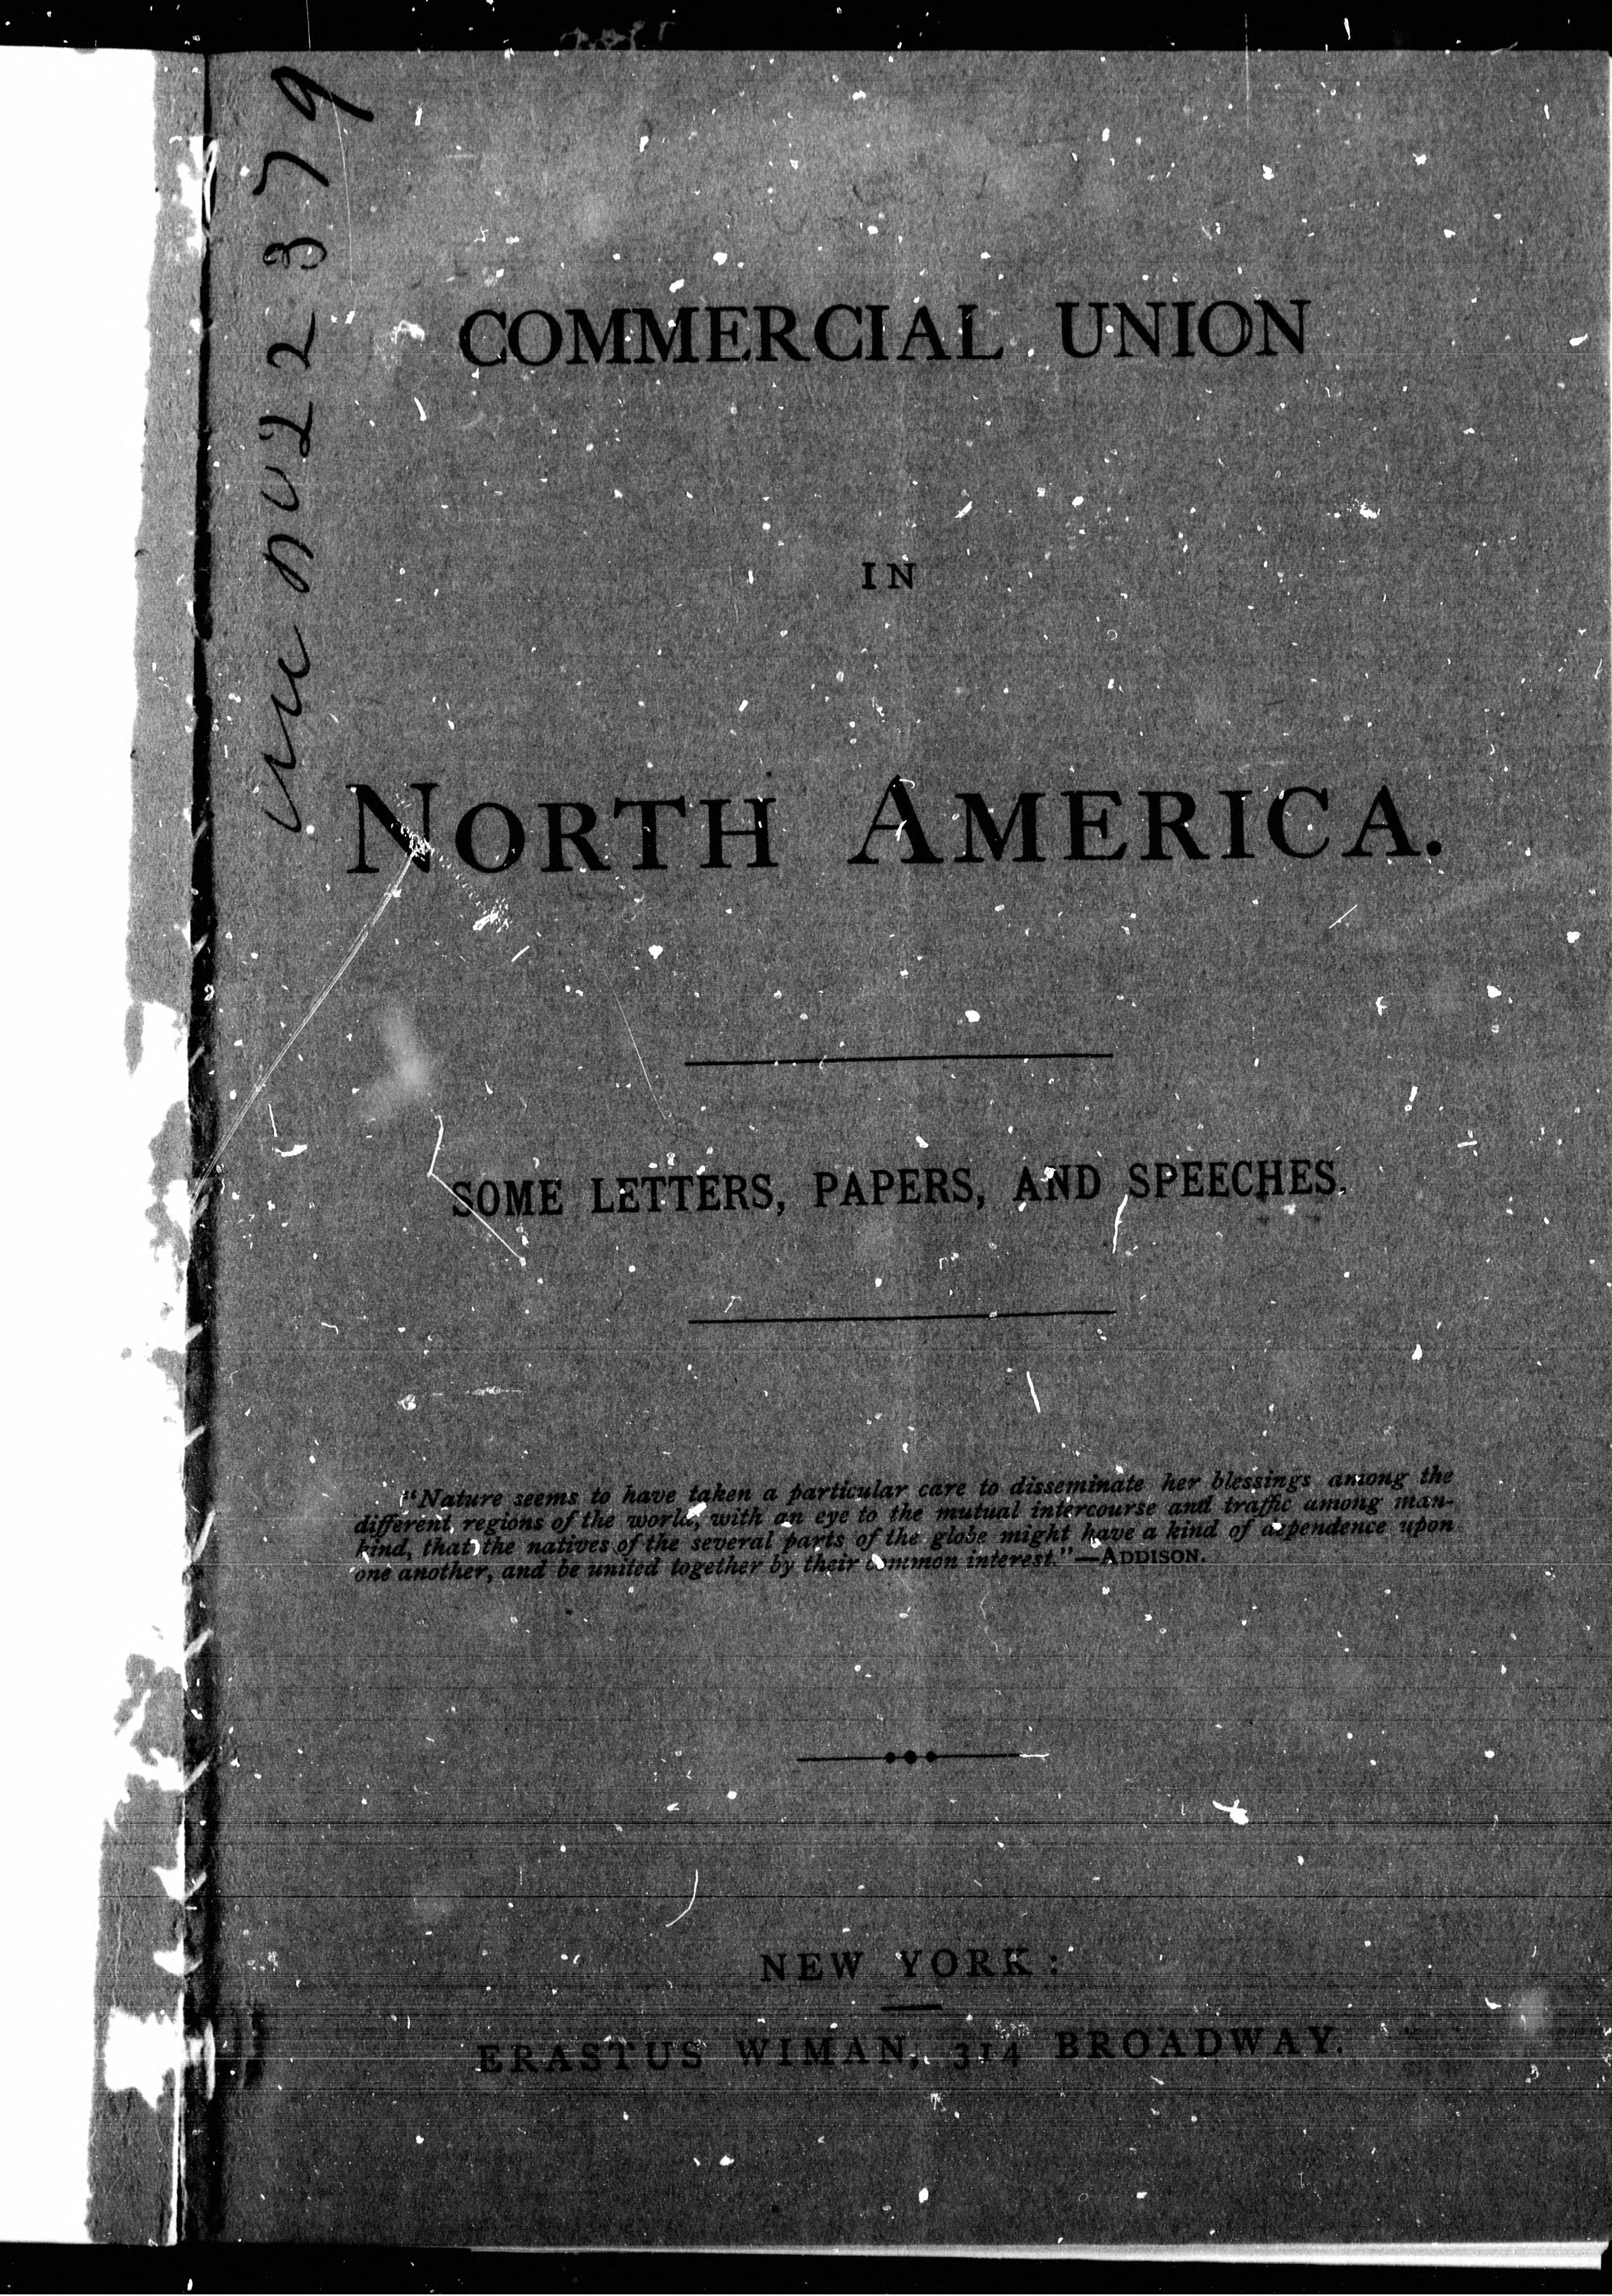 COMMERCIAL UNION
IN
NORTH AMERICA.
SOME LETTERS, PAPERS, AND SPEECHES.
"Nature seems to have taken a particular care to disseminate her blessings among the
different regions of the world, with an eye to the mutual intercourse and traffic among man-
kind, that the natives of the several parts of the globe might have a kind of dependence upon
one another, and be united together by their common interest."—ADDISON.
NEW YORK:
ERASTUS WIMAN, 314 BROADWAY.